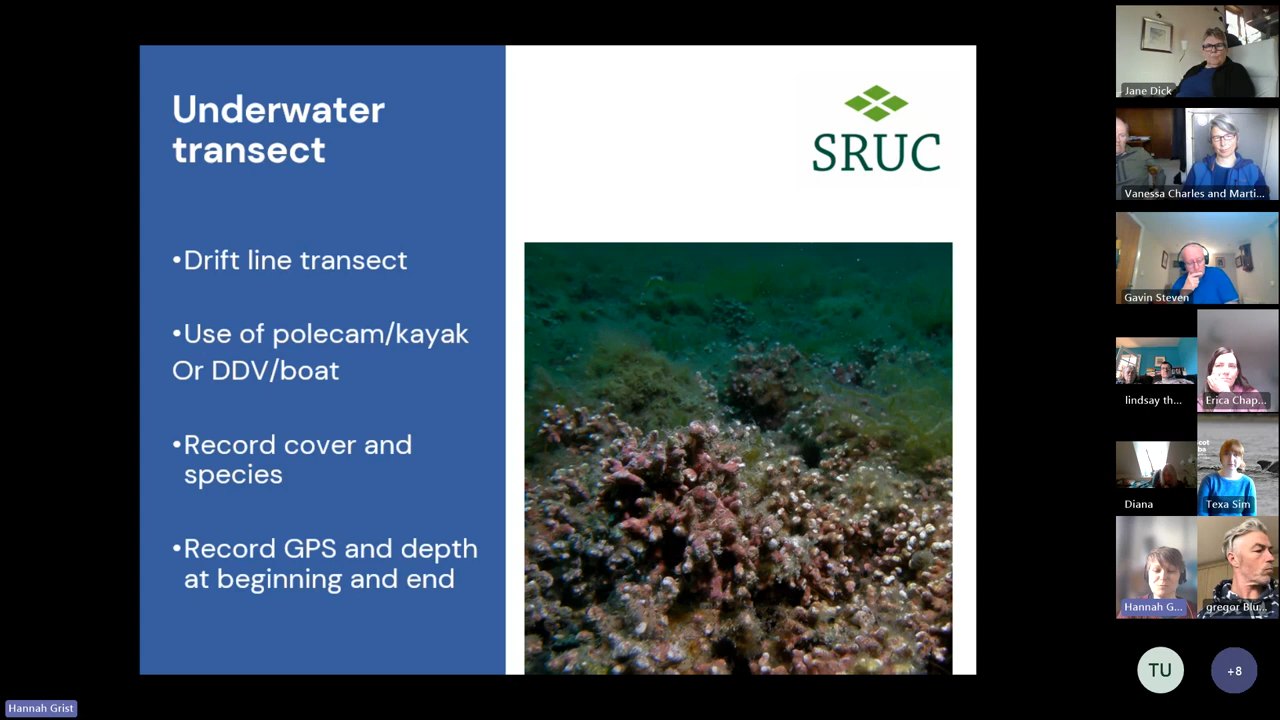 Underwater
transect
•Drift line transect
•Use of polecam/kayak
Or DDV/boat
•Record cover and
species
•Record GPS and depth
at beginning and end
SRUC
Jane Dick
Vanessa Charles and Marti...
Gavin Steven
lindsay th...
Erica Chap...
Diana
Texa Sim
Hannah G...
gregor Blu...
TU
+8
Hannah Grist